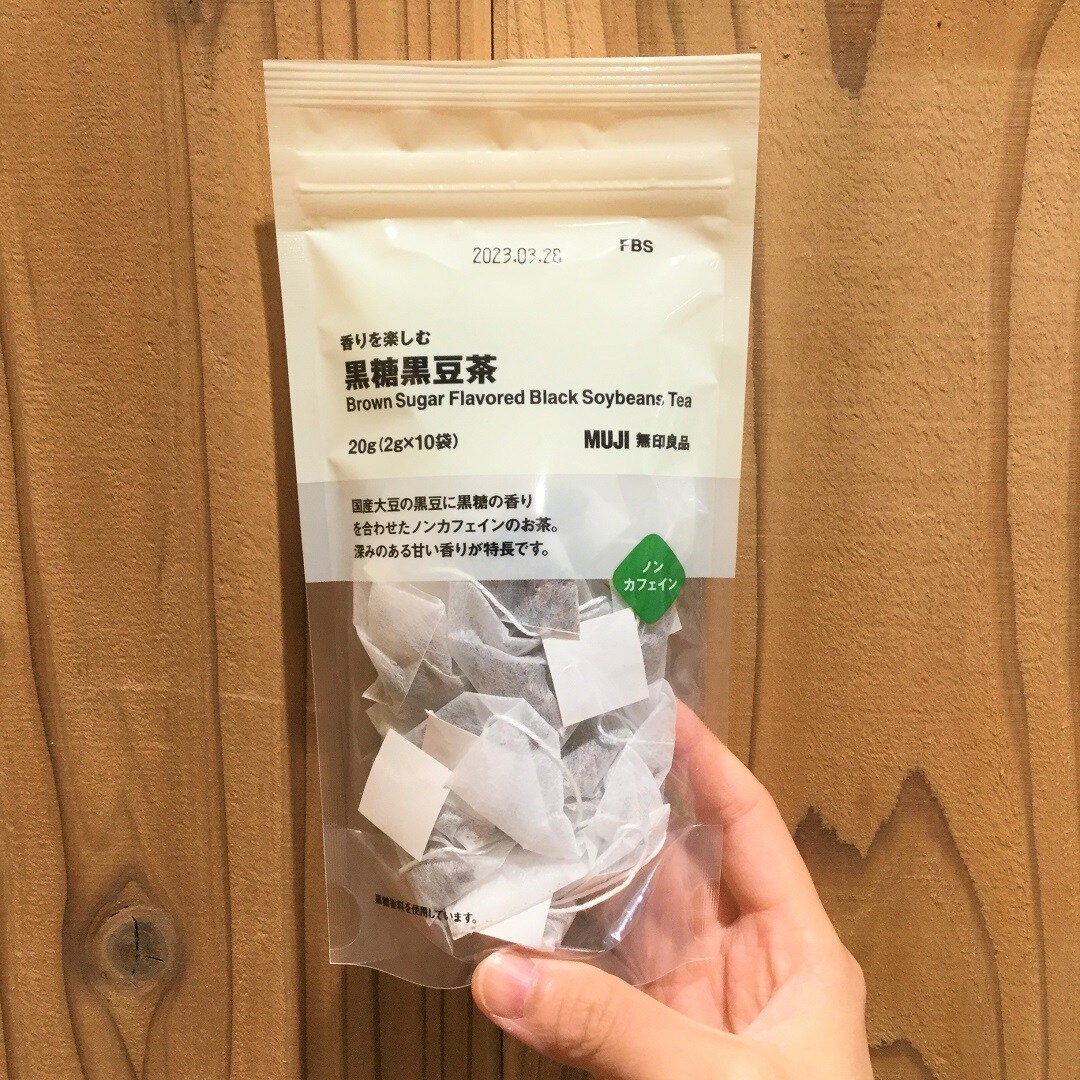 2023.03.28 FBS
香りを楽しむ
黒糖黒豆茶
Brown Sugar Flavored Black Soybeans Tea
20g(2g×10袋) MUJI 無印良品
国産大豆の黒豆に黒糖の香り
を合わせたノンカフェインのお茶。
深みのある甘い香りが特長です。
ノン
カフェイン
黒糖香料を使用しています。